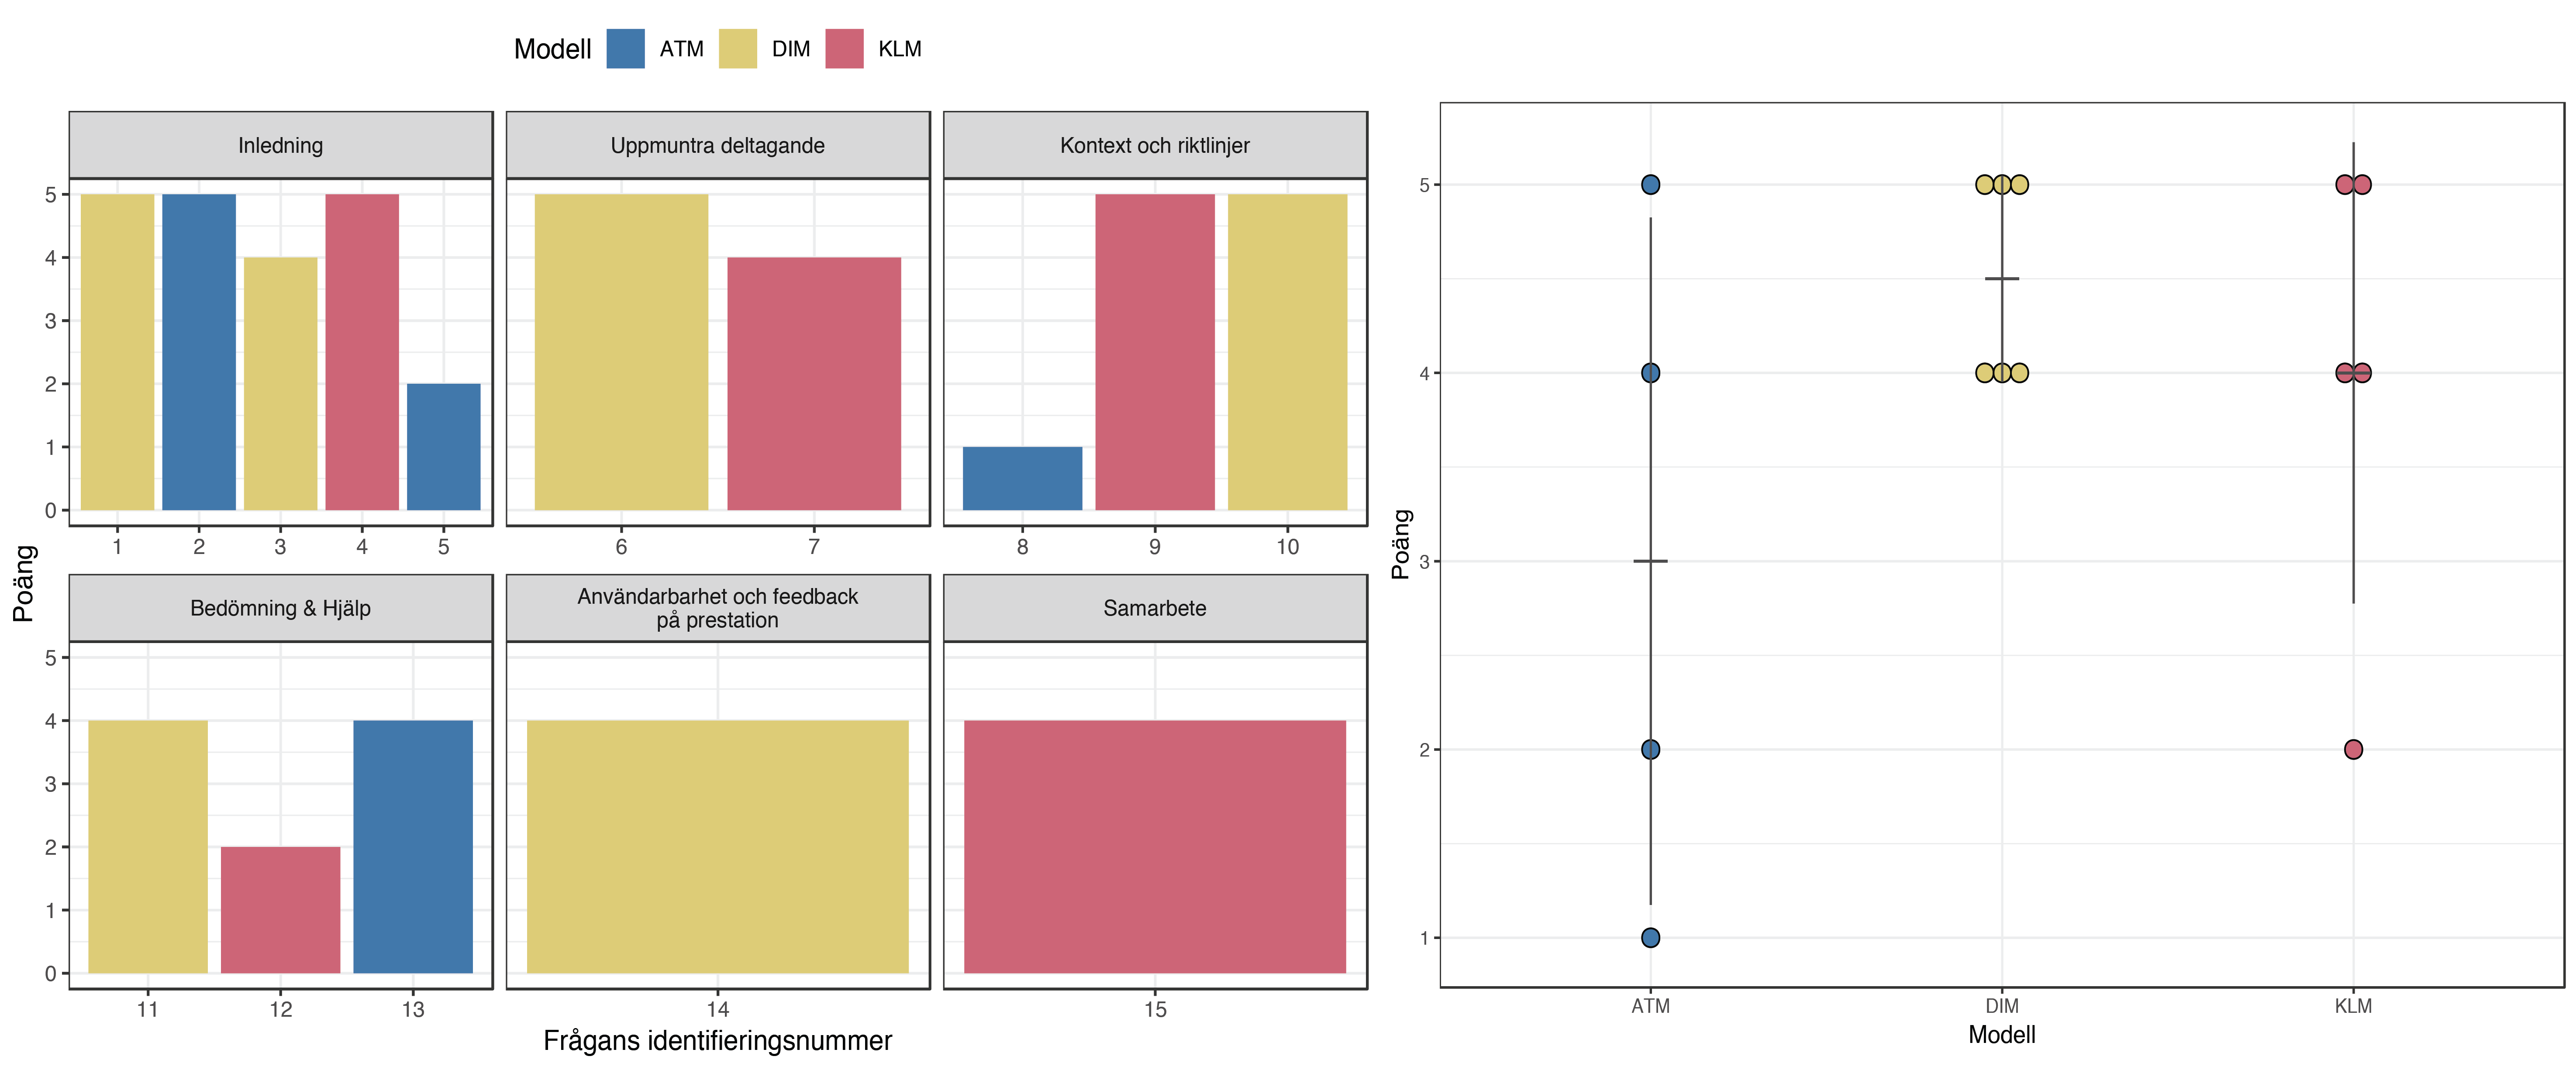 Modell ATM DIM KLM
Inledning
Uppmuntra deltagande
Kontext och riktlinjer
5
4
3
2
1
0
1 2 3 4 5
6 7
8 9 10
Poäng
Bedömning & Hjälp
Användarbarhet och feedback
på prestation
Samarbete
5
4
3
2
1
0
11 12 13
14
15
Frågans identifieringsnummer
Poäng
5
4
3
2
1
ATM DIM KLM
Modell